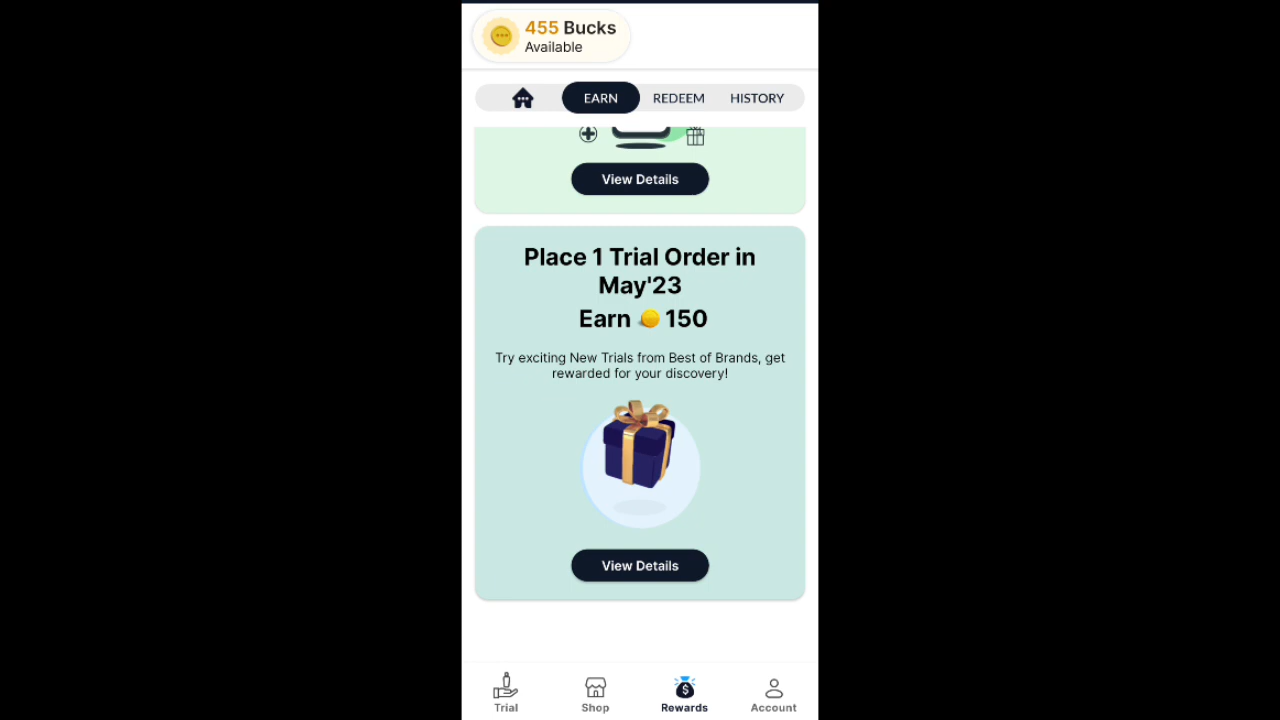 455 Bucks
Available
EARN REDEEM HISTORY
View Details
Place 1 Trial Order in
May'23
Earn 150
Try exciting New Trials from Best of Brands, get
rewarded for your discovery!
View Details
Trial Shop Rewards Account